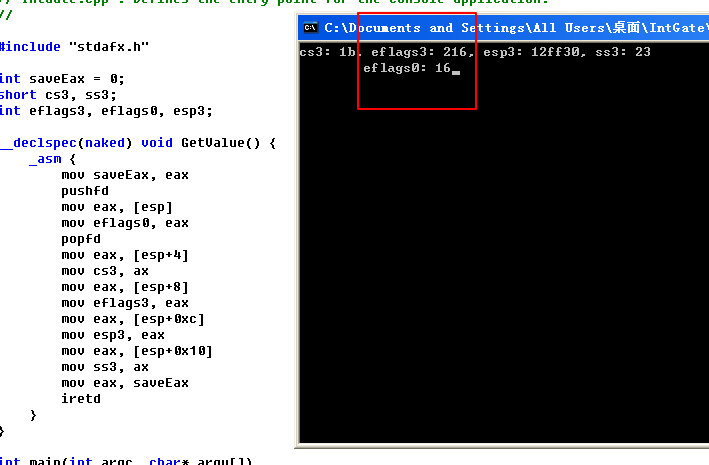 // IntGate.cpp : Defines the entry point for the console application.
//
#include "stdafx.h"
int saveEax = 0;
short cs3, ss3;
int eflags3, eflags0, esp3;
__declspec(naked) void GetValue() {
_asm {
mov saveEax, eax
pushfd
mov eax, [esp]
mov eflags0, eax
popfd
mov eax, [esp+4]
mov cs3, ax
mov eax, [esp+8]
mov eflags3, eax
mov eax, [esp+0xc]
mov esp3, eax
mov eax, [esp+0x10]
mov ss3, ax
mov eax, saveEax
iretd
}
}
int main(int argc, char* argv[])
C:\Documents and Settings\All Users\桌面\IntGate\
cs3: 1b. eflags3: 216, esp3: 12ff30, ss3: 23
eflags0: 16